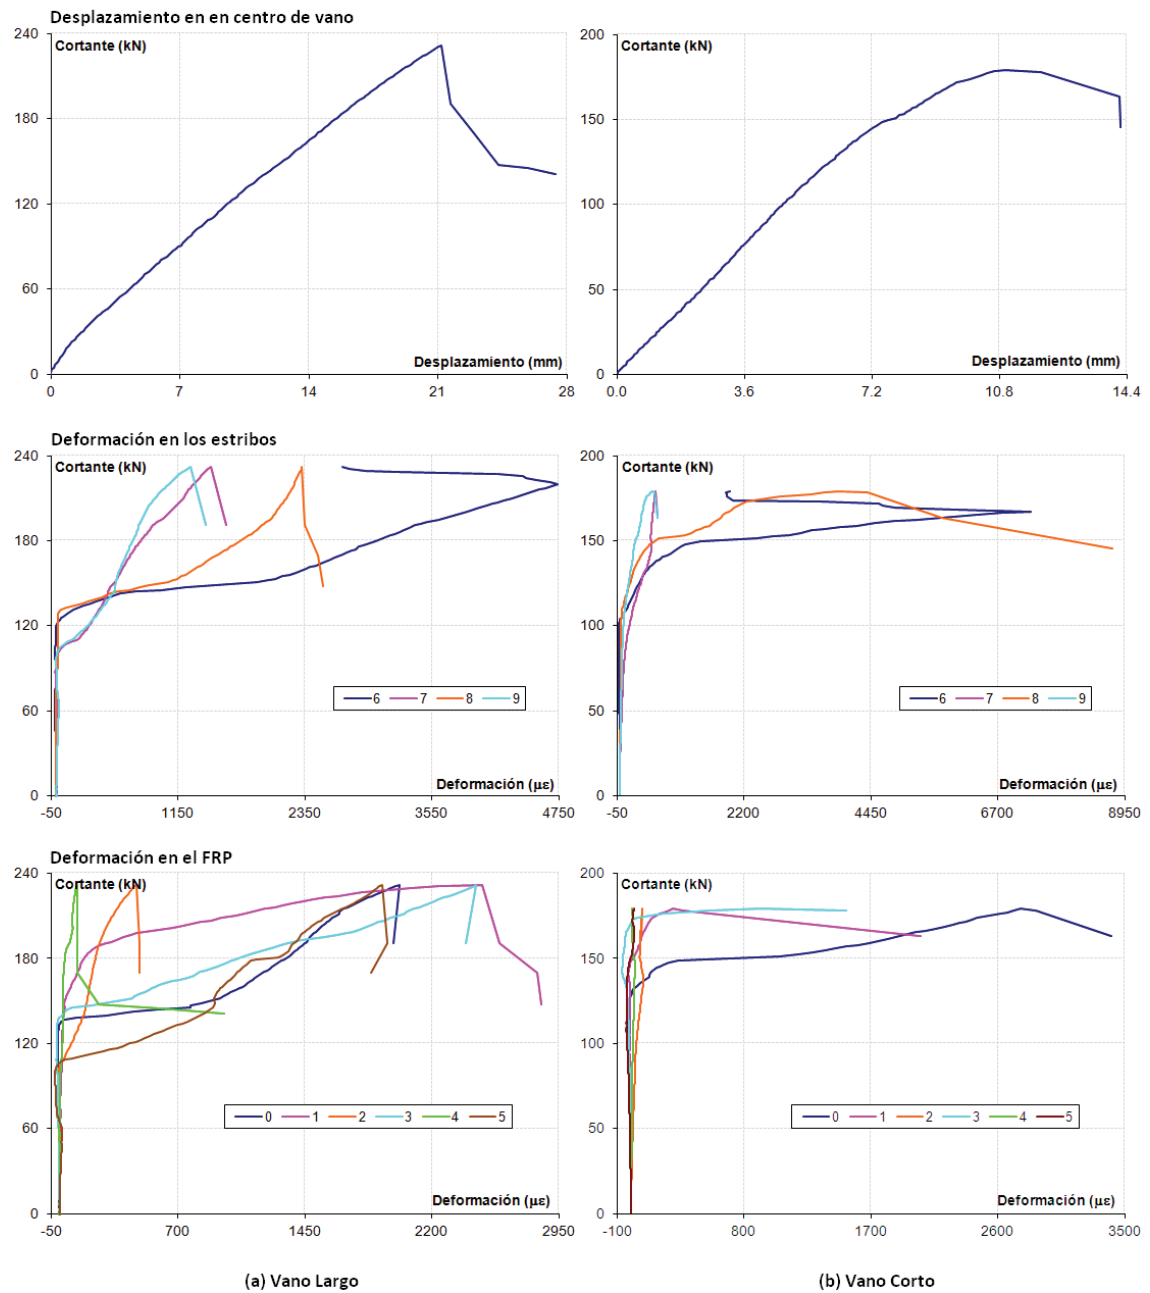 Desplazamiento en en centro de vano
Cortante (kN)
240
180
120
60
0
0 7 14 21 28
Desplazamiento (mm)
Cortante (kN)
200
150
100
50
0
0.0 3.6 7.2 10.8 14.4
Desplazamiento (mm)
Deformación en los estribos
Cortante (kN)
240
180
120
60
0
6 7 8 9
Deformación (με)
-50 1150 2350 3550 4750
Cortante (kN)
200
150
100
50
0
6 7 8 9
Deformación (με)
-50 2200 4450 6700 8950
Deformación en el FRP
Cortante (kN)
240
180
120
60
0
0 1 2 3 4 5
Deformación (με)
-50 700 1450 2200 2950
Cortante (kN)
200
150
100
50
0
0 1 2 3 4 5
Deformación (με)
-100 800 1700 2600 3500
(a) Vano Largo
(b) Vano Corto